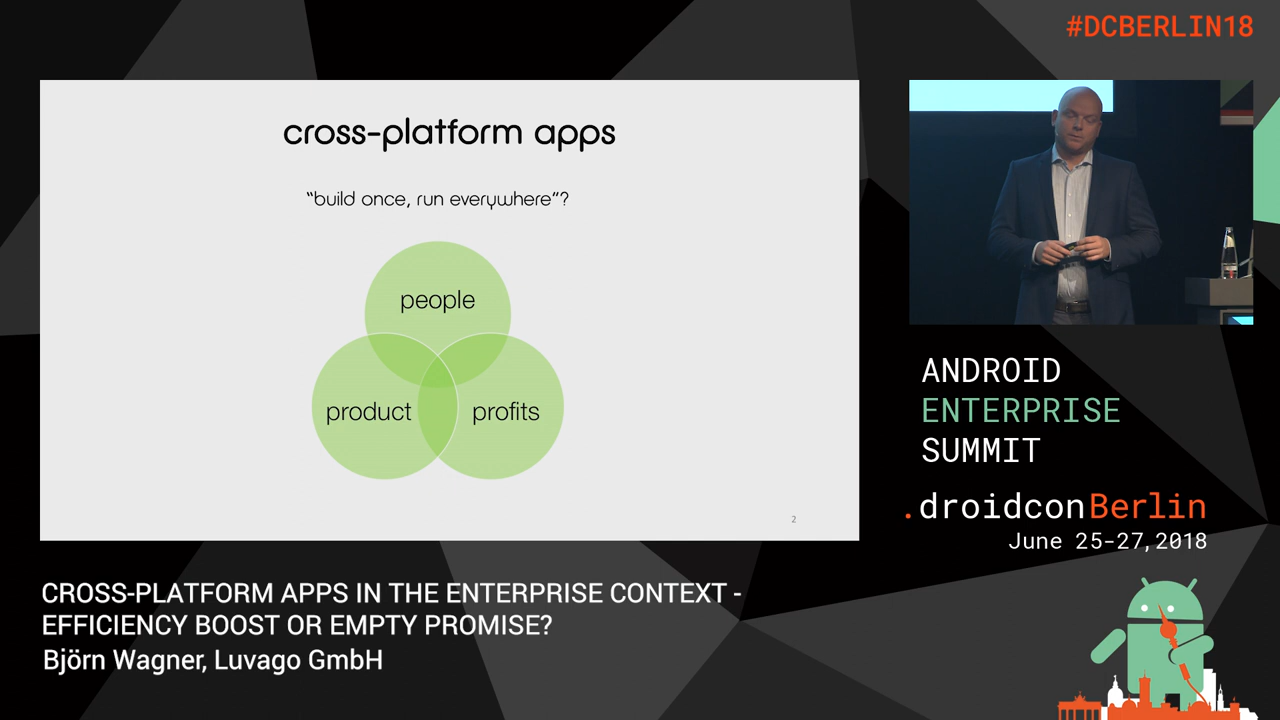 #DCBERLIN18
cross-platform apps
“build once, run everywhere”?
people
product
profits
2
ANDROID
ENTERPRISE
SUMMIT
.droidconBerlin
June 25-27,2018
CROSS-PLATFORM APPS IN THE ENTERPRISE CONTEXT -
EFFICIENCY BOOST OR EMPTY PROMISE?
Björn Wagner, Luvago GmbH